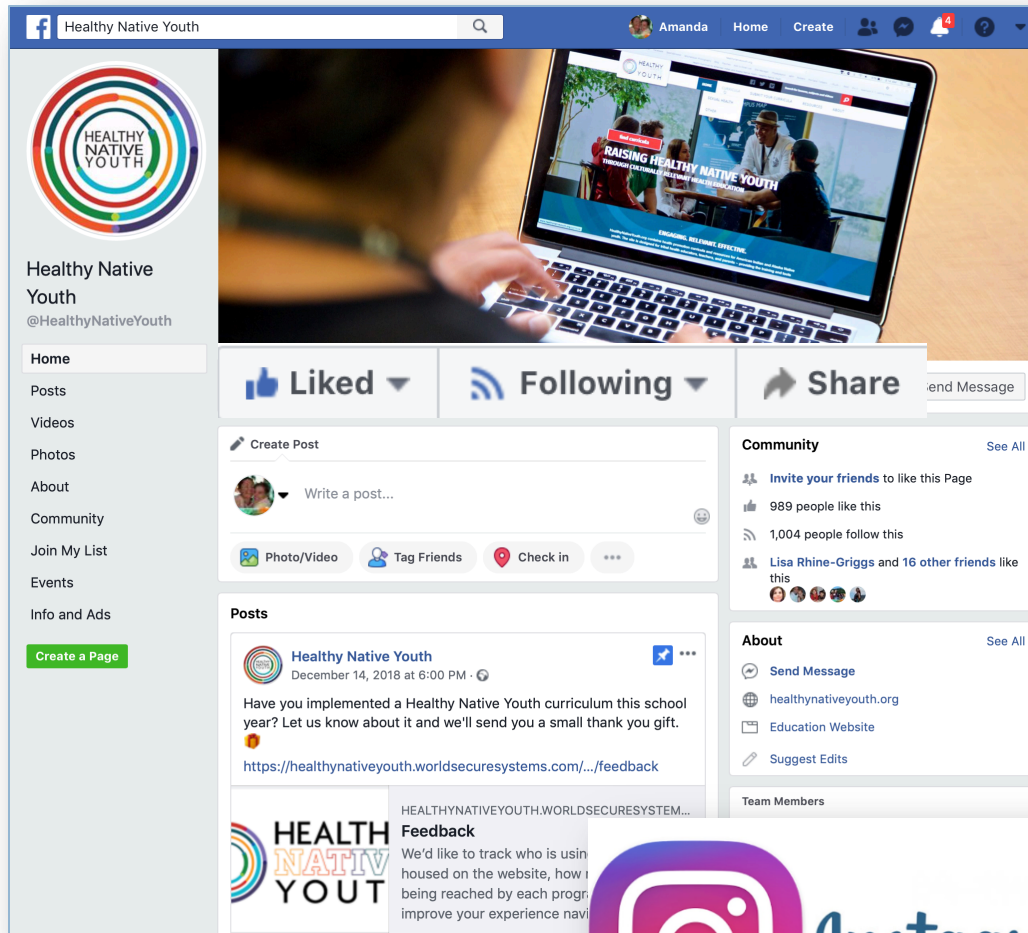 Healthy Native Youth
Amanda
Home
Create
4
HEALTHY
NATIVE
YOUTH
HEALTHY
YOUTH
RAISING HEALTHY NATIVE YOUTH
THROUGH CULTURALLY RELEVANT HEALTH EDUCATION
ENGAGING. RELEVANT. EFFECTIVE.
Healthy Native
Youth
@HealthyNativeYouth
Home
Posts
Videos
Photos
About
Community
Join My List
Events
Info and Ads
Create a Page
Liked
Following
Share
end Message
Create Post
Write a post...
Photo/Video
Tag Friends
Check in
Posts
Healthy Native Youth
December 14, 2018 at 6:00 PM ·
Have you implemented a Healthy Native Youth curriculum this school
year? Let us know about it and we'll send you a small thank you gift.
https://healthynativeyouth.worldsecuresystems.com/.../feedback
HEALTH
NATIV
YOUT
HEALTHYNATIVEYOUTH.WORLDSECURESYSTEM...
Feedback
We'd like to track who is usin
housed on the website, how
being reached by each progr
improve your experience navi
Community
See All
Invite your friends to like this Page
989 people like this
1,004 people follow this
Lisa Rhine-Griggs and 16 other friends like
this
About
See All
Send Message
healthynativeyouth.org
Education Website
Suggest Edits
Team Members